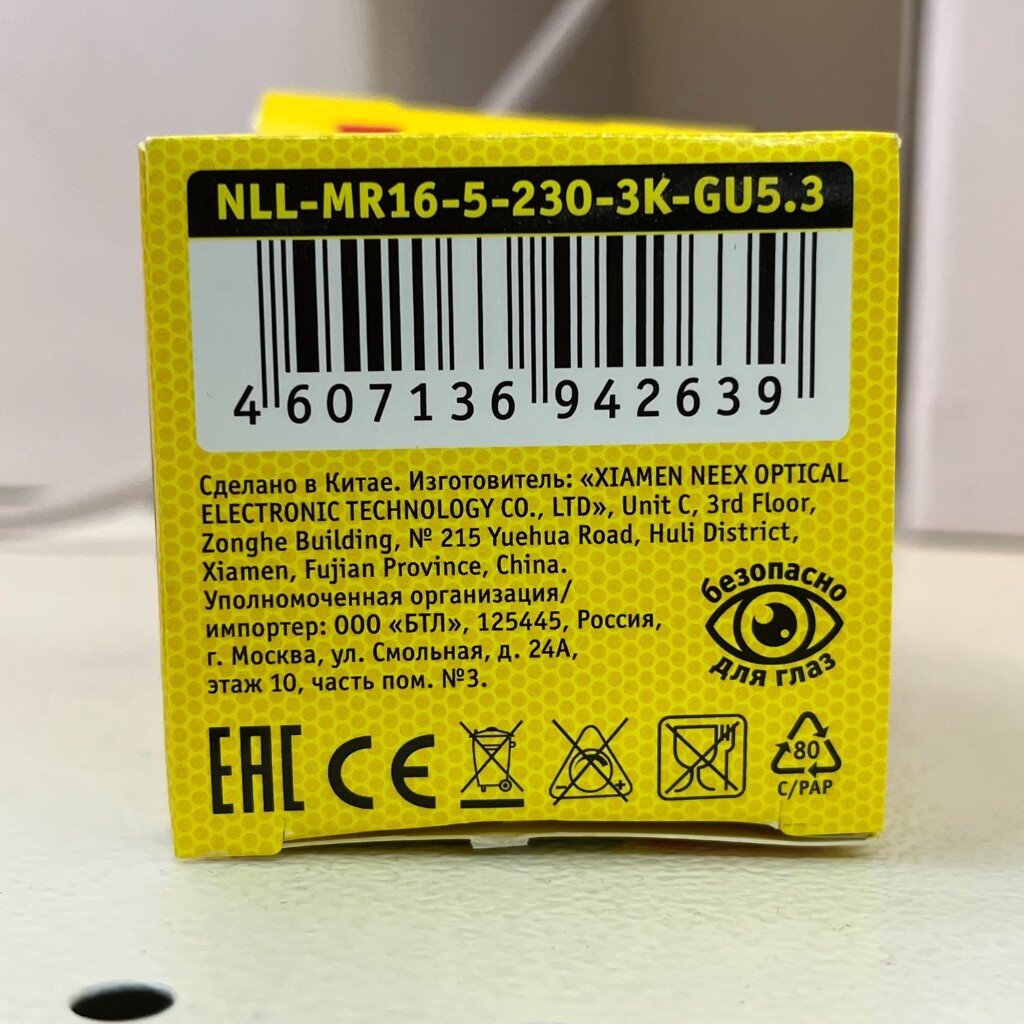 NLL-MR16-5-230-3K-GU5.3
4 607136 942639
Сделано в Китае. Изготовитель: «XIAMEN NEEX OPTICAL
ELECTRONIC TECHNOLOGY CO., LTD», Unit C, 3rd Floor,
Zonghe Building, № 215 Yuehua Road, Huli District,
Xiamen, Fujian Province, China.
Уполномоченная организация/
импортер: ООО «БТЛ», 125445, Россия,
г. Москва, ул. Смольная, д. 24А,
этаж 10, часть пом. №3.
безопасно
для глаз
EAC CE
80
C/PAP